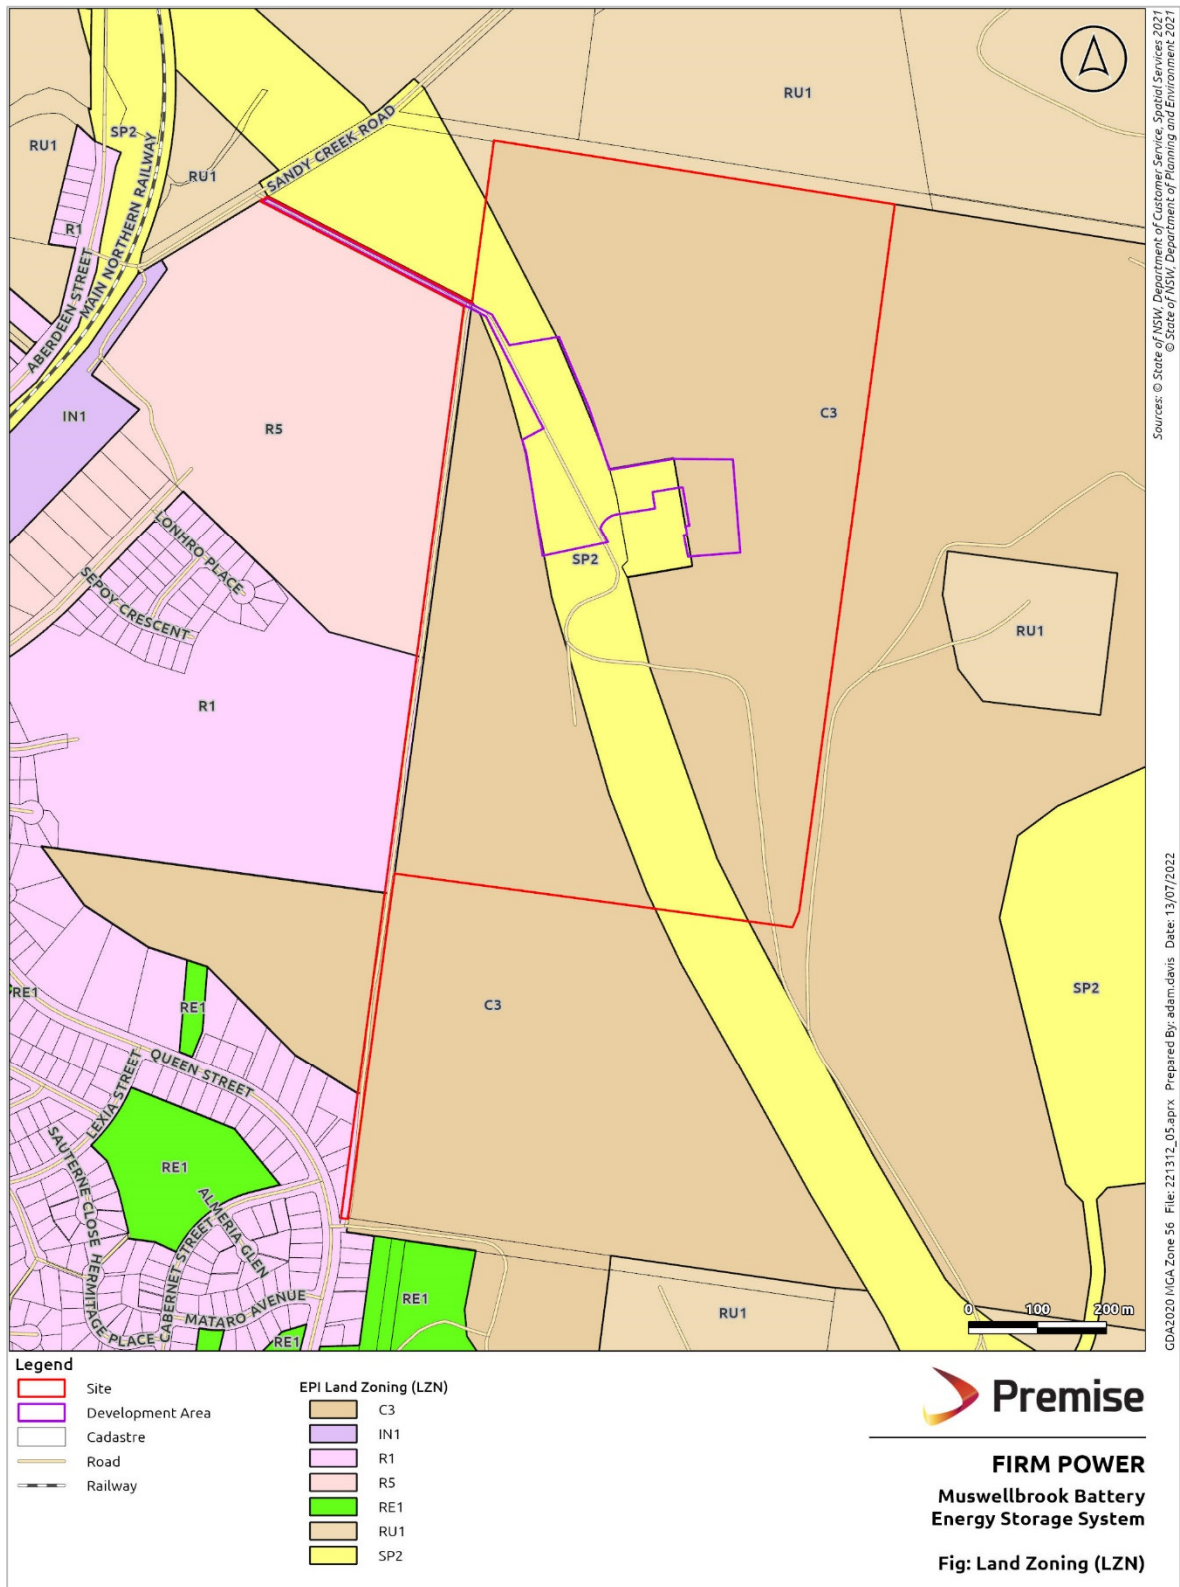 RU1
SP2
RU1
RU1
SANDY CREEK ROAD
MAIN NORTHERN RAILWAY
R1
ABERDEEN STREET
IN1
R5
C3
LONHRO PLACE
SEPOY CRESCENT
SP2
RU1
R1
SP2
C3
RE1
RE1
QUEEN STREET
LEXIA STREET
SAUTERNE CLOSE
RE1
ALMERIA GLEN
CABERNET STREET
HERMITAGE PLACE
MATARO AVENUE
RE1
RE1
RU1
0 100 200 m
Sources: © State of NSW, Department of Customer Service, Spatial Services 2021
© State of NSW, Department of Planning and Environment 2021
GDA2020 MGA Zone 56 File: 221312_05.aprx Prepared By: adam.davis Date: 13/07/2022
Legend
Site
Development Area
Cadastre
Road
Railway
EPI Land Zoning (LZN)
C3
IN1
R1
R5
RE1
RU1
SP2
Premise
FIRM POWER
Muswellbrook Battery
Energy Storage System
Fig: Land Zoning (LZN)